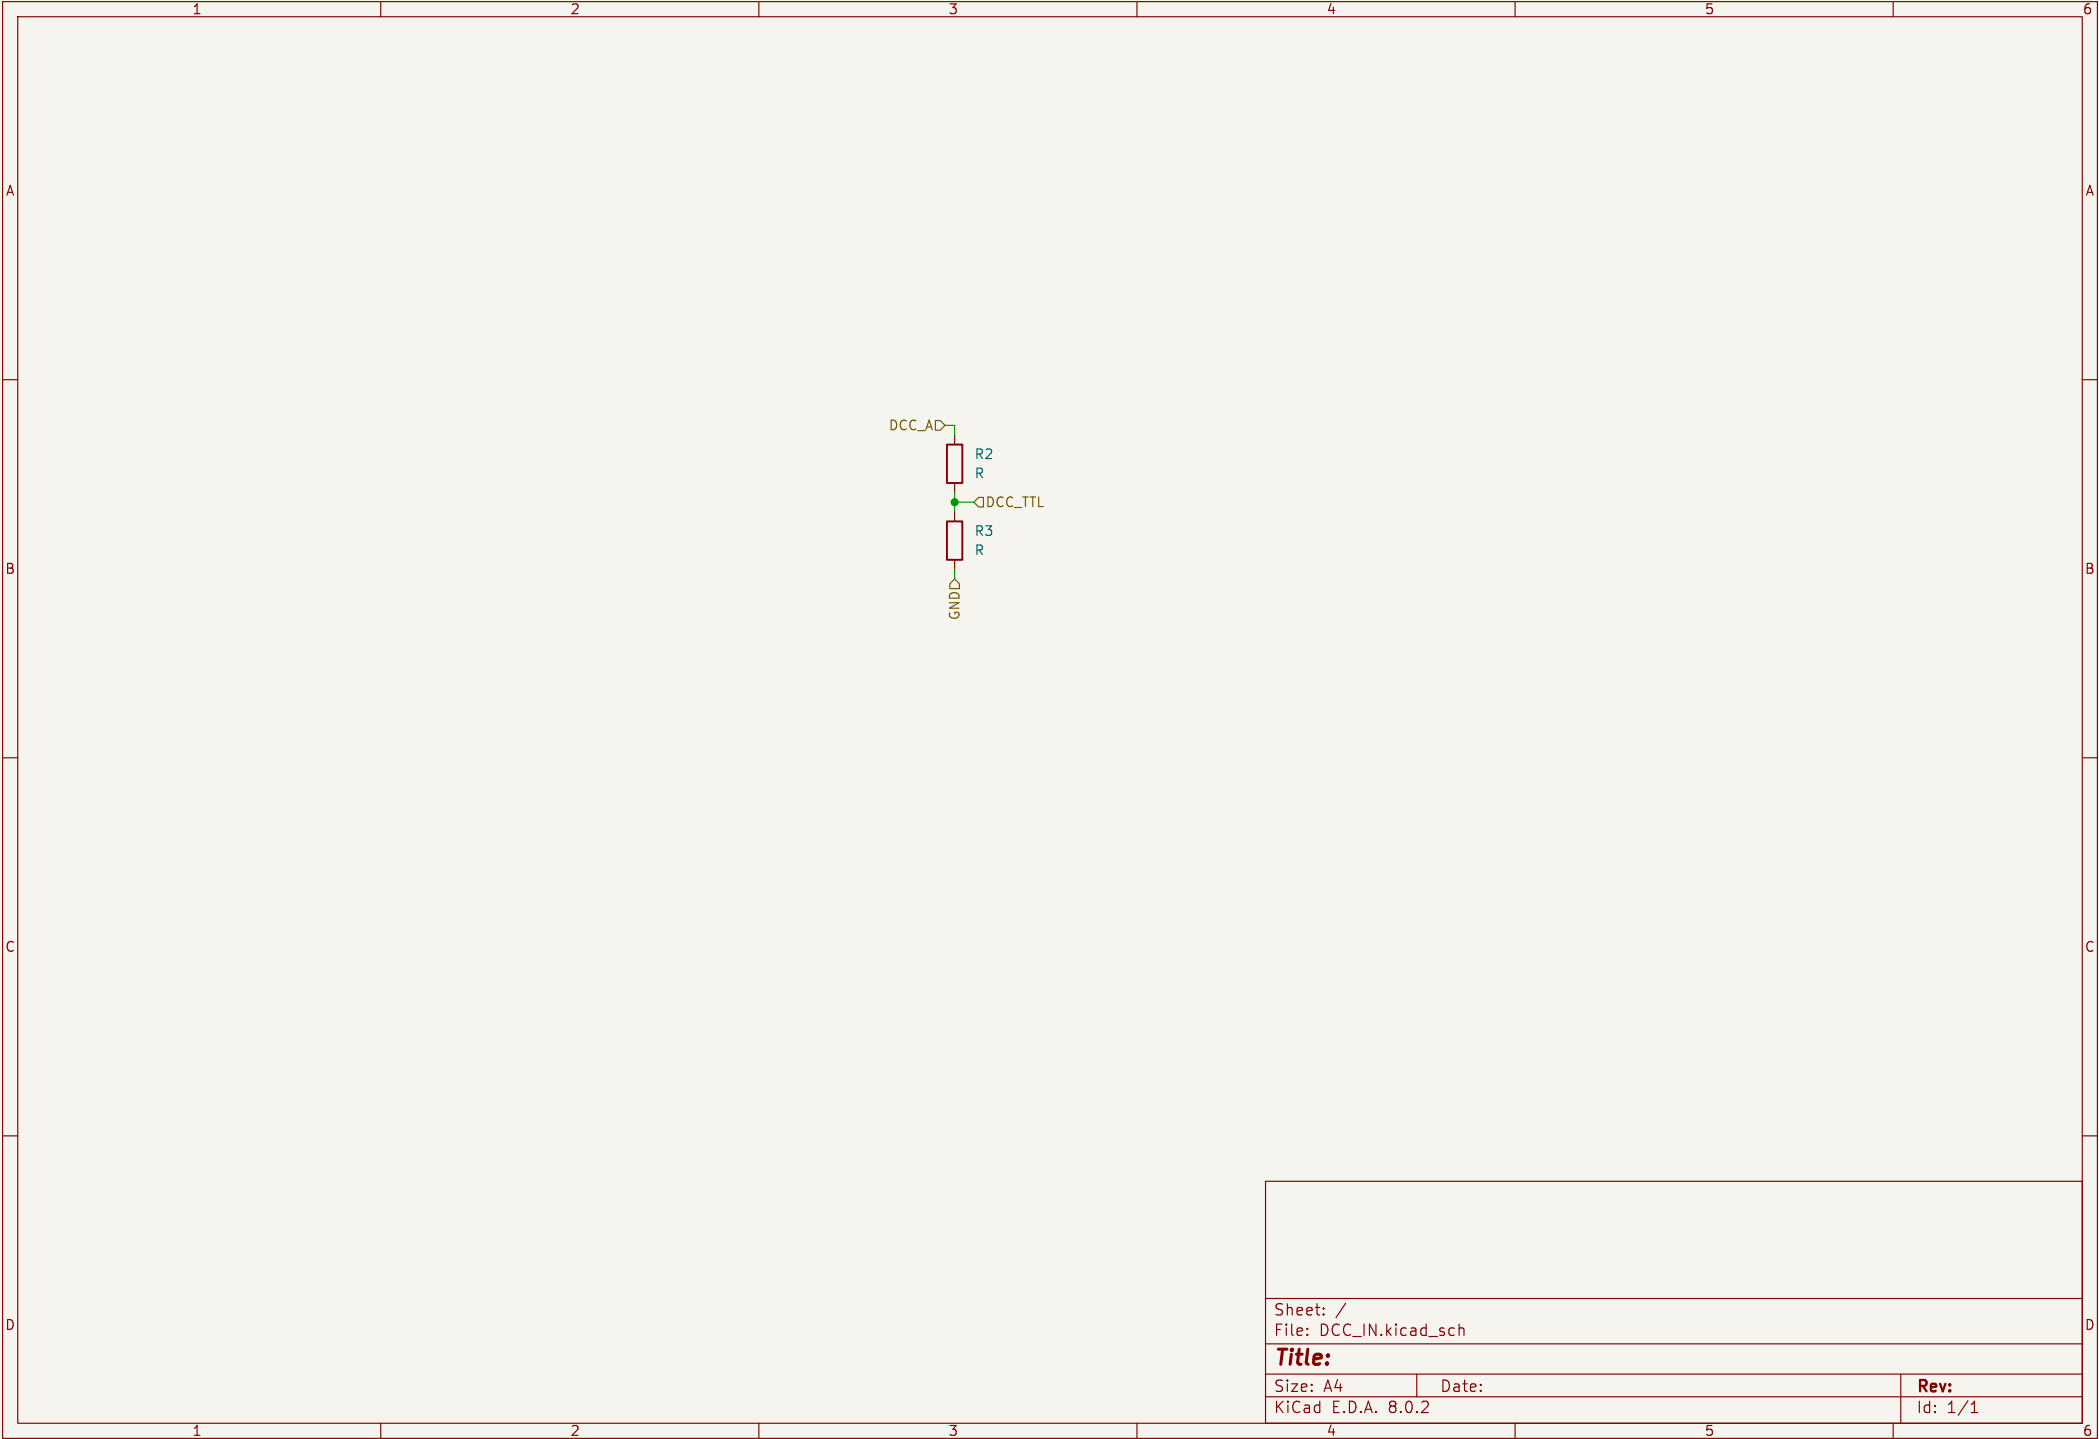 1 2 3 4 5 6
A A
DCC_A
R2
R
DCC_TTL
R3
R
B B
GND
C C
Sheet: /
File: DCC_IN.kicad_sch
D D
Title:
Size: A4 Date: Rev:
KiCad E.D.A. 8.0.2 Id: 1/1
1 2 3 4 5 6